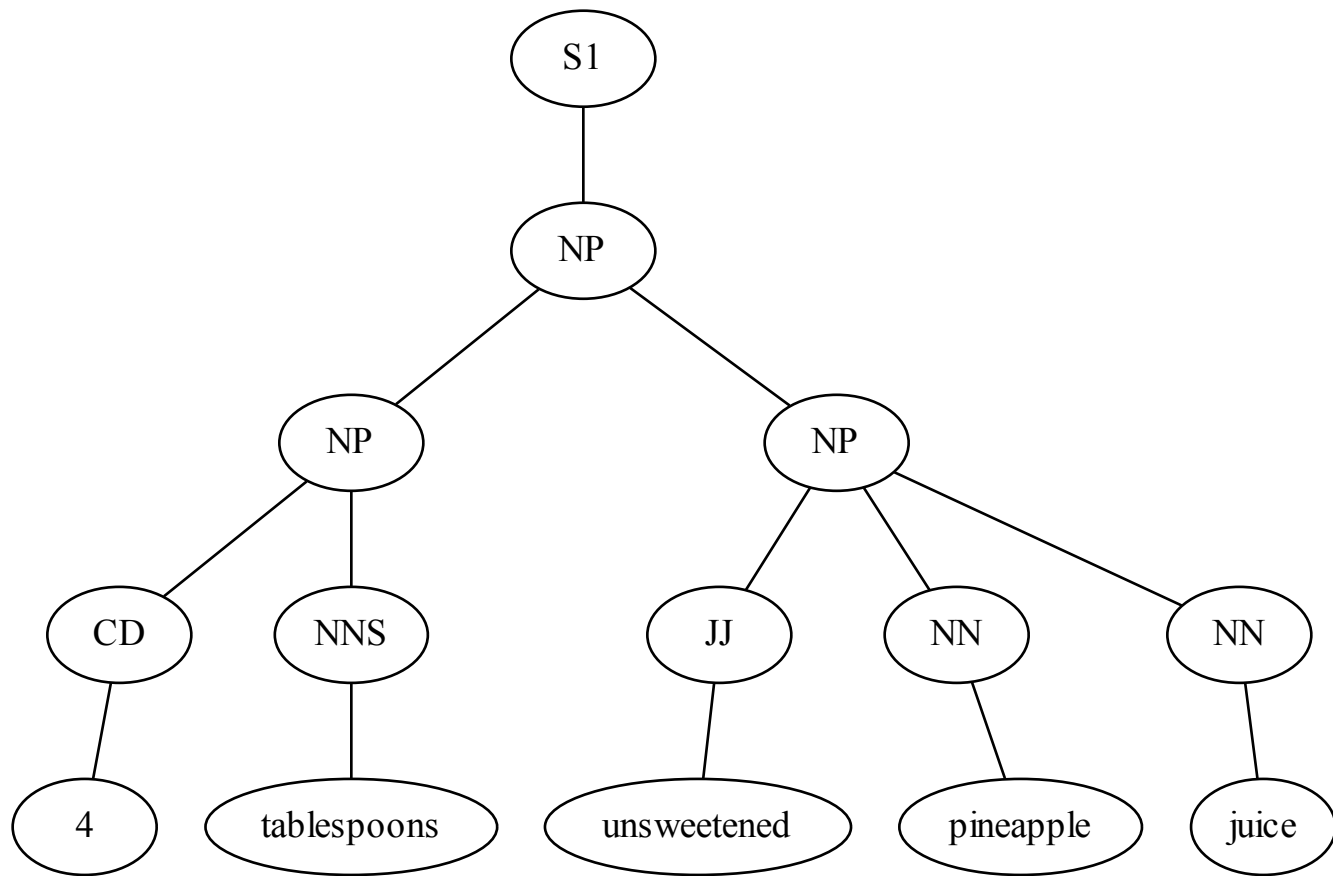 S1
NP
NP NP
CD NNS JJ NN NN
4 tablespoons unsweetened pineapple juice